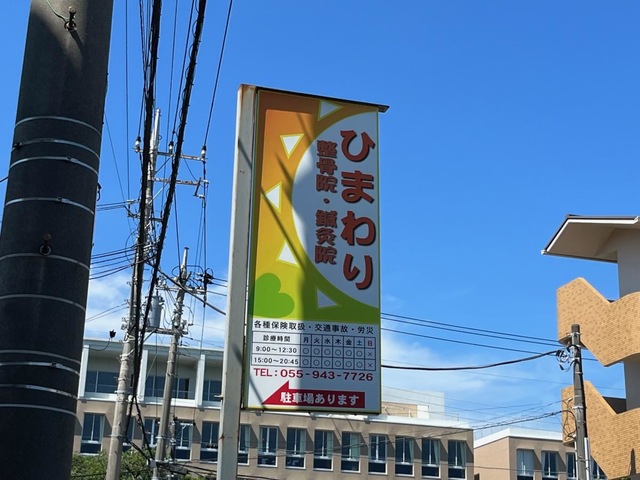 ひまわり
整骨院・鍼灸院
各種保険取扱・交通事故・労災
診療時間 月 火 水 木 金 土 日
9:00〜12:30 ○ ○ ○ ○ ○ ○ ×
15:00〜20:45 ○ ○ ○ ○ ○ ○ ×
TEL:055-943-7726
駐車場あります